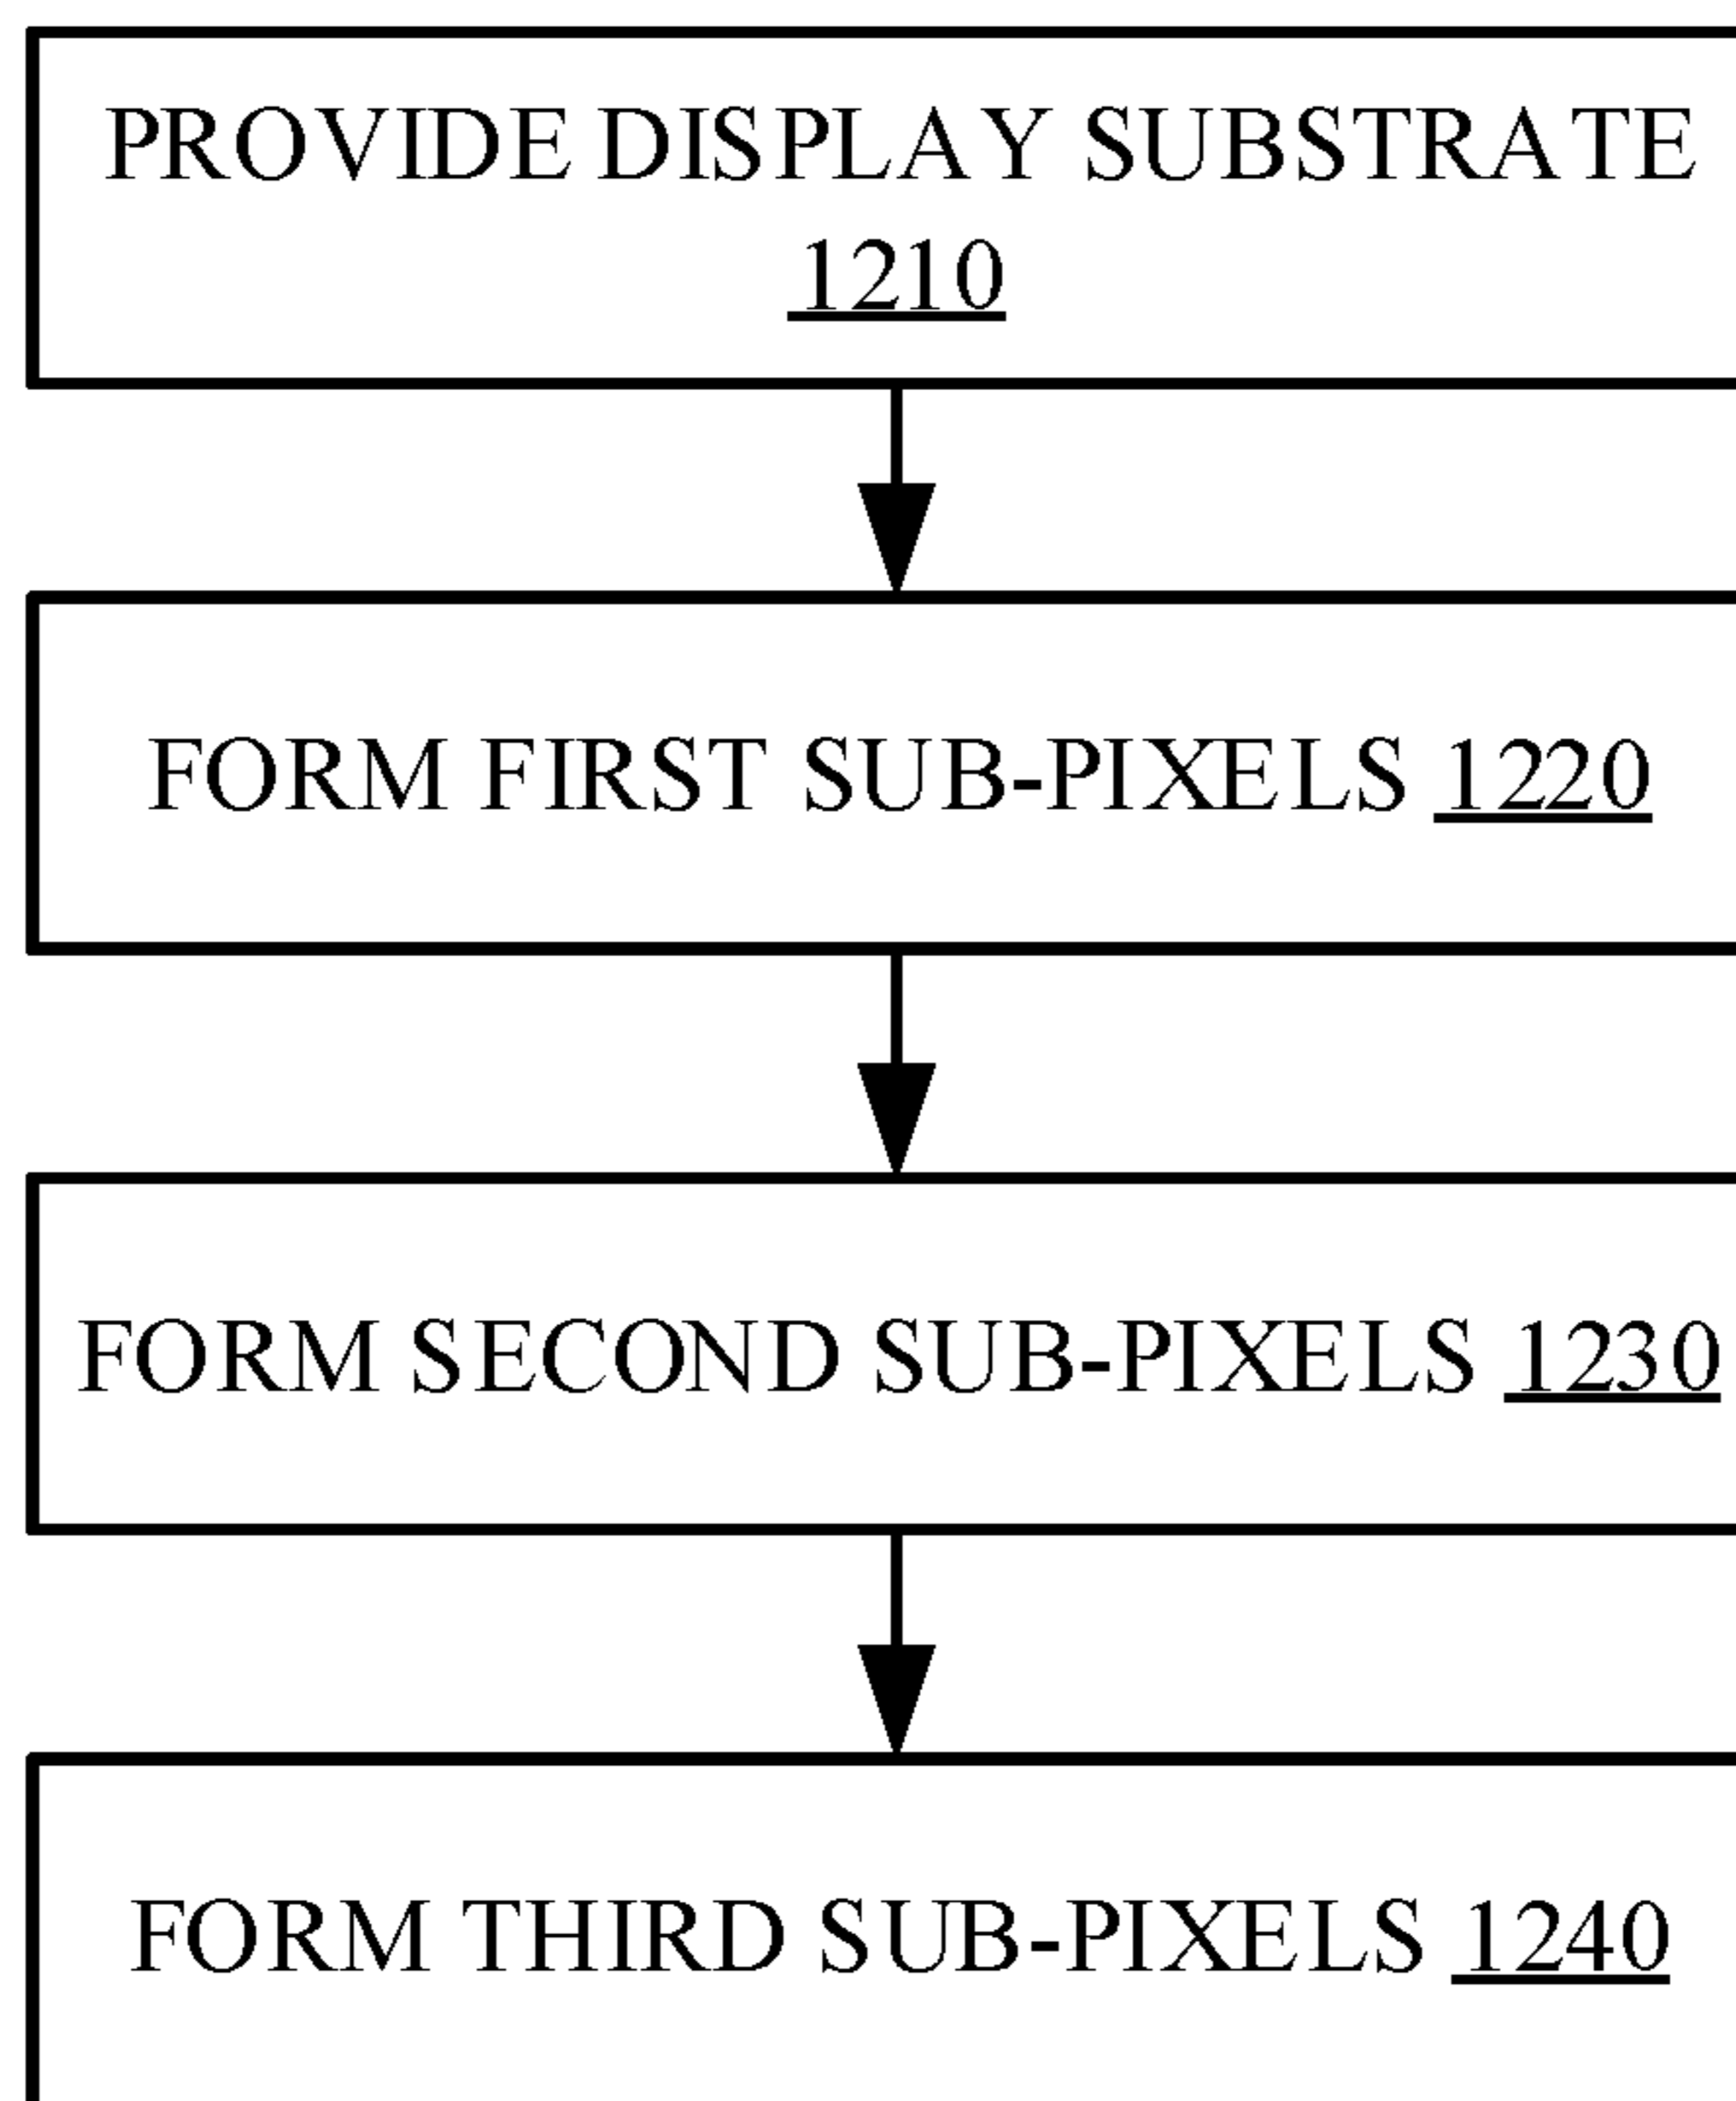 PROVIDE DISPLAY SUBSTRATE
1210
FORM FIRST SUB-PIXELS 1220
FORM SECOND SUB-PIXELS 1230
FORM THIRD SUB-PIXELS 1240